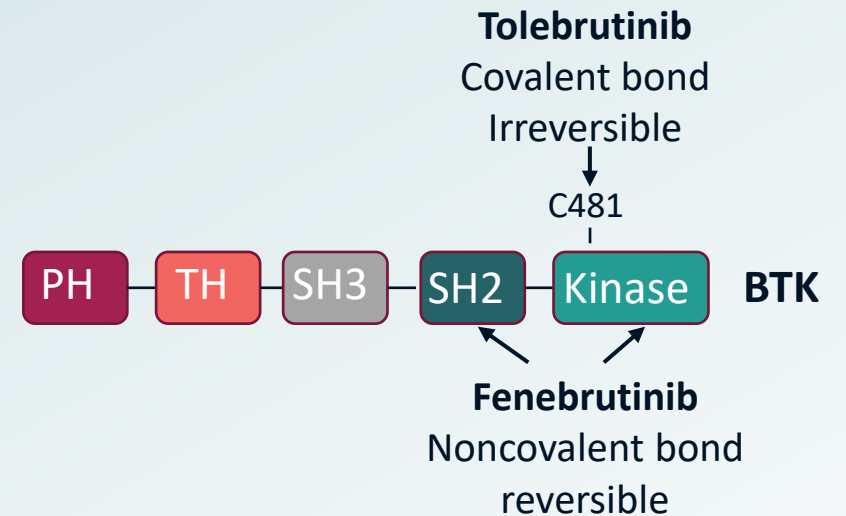 Tolebrutinib
Covalent bond
Irreversible
C481
PH TH SH3 SH2 Kinase BTK
Fenebrutinib
Noncovalent bond
reversible